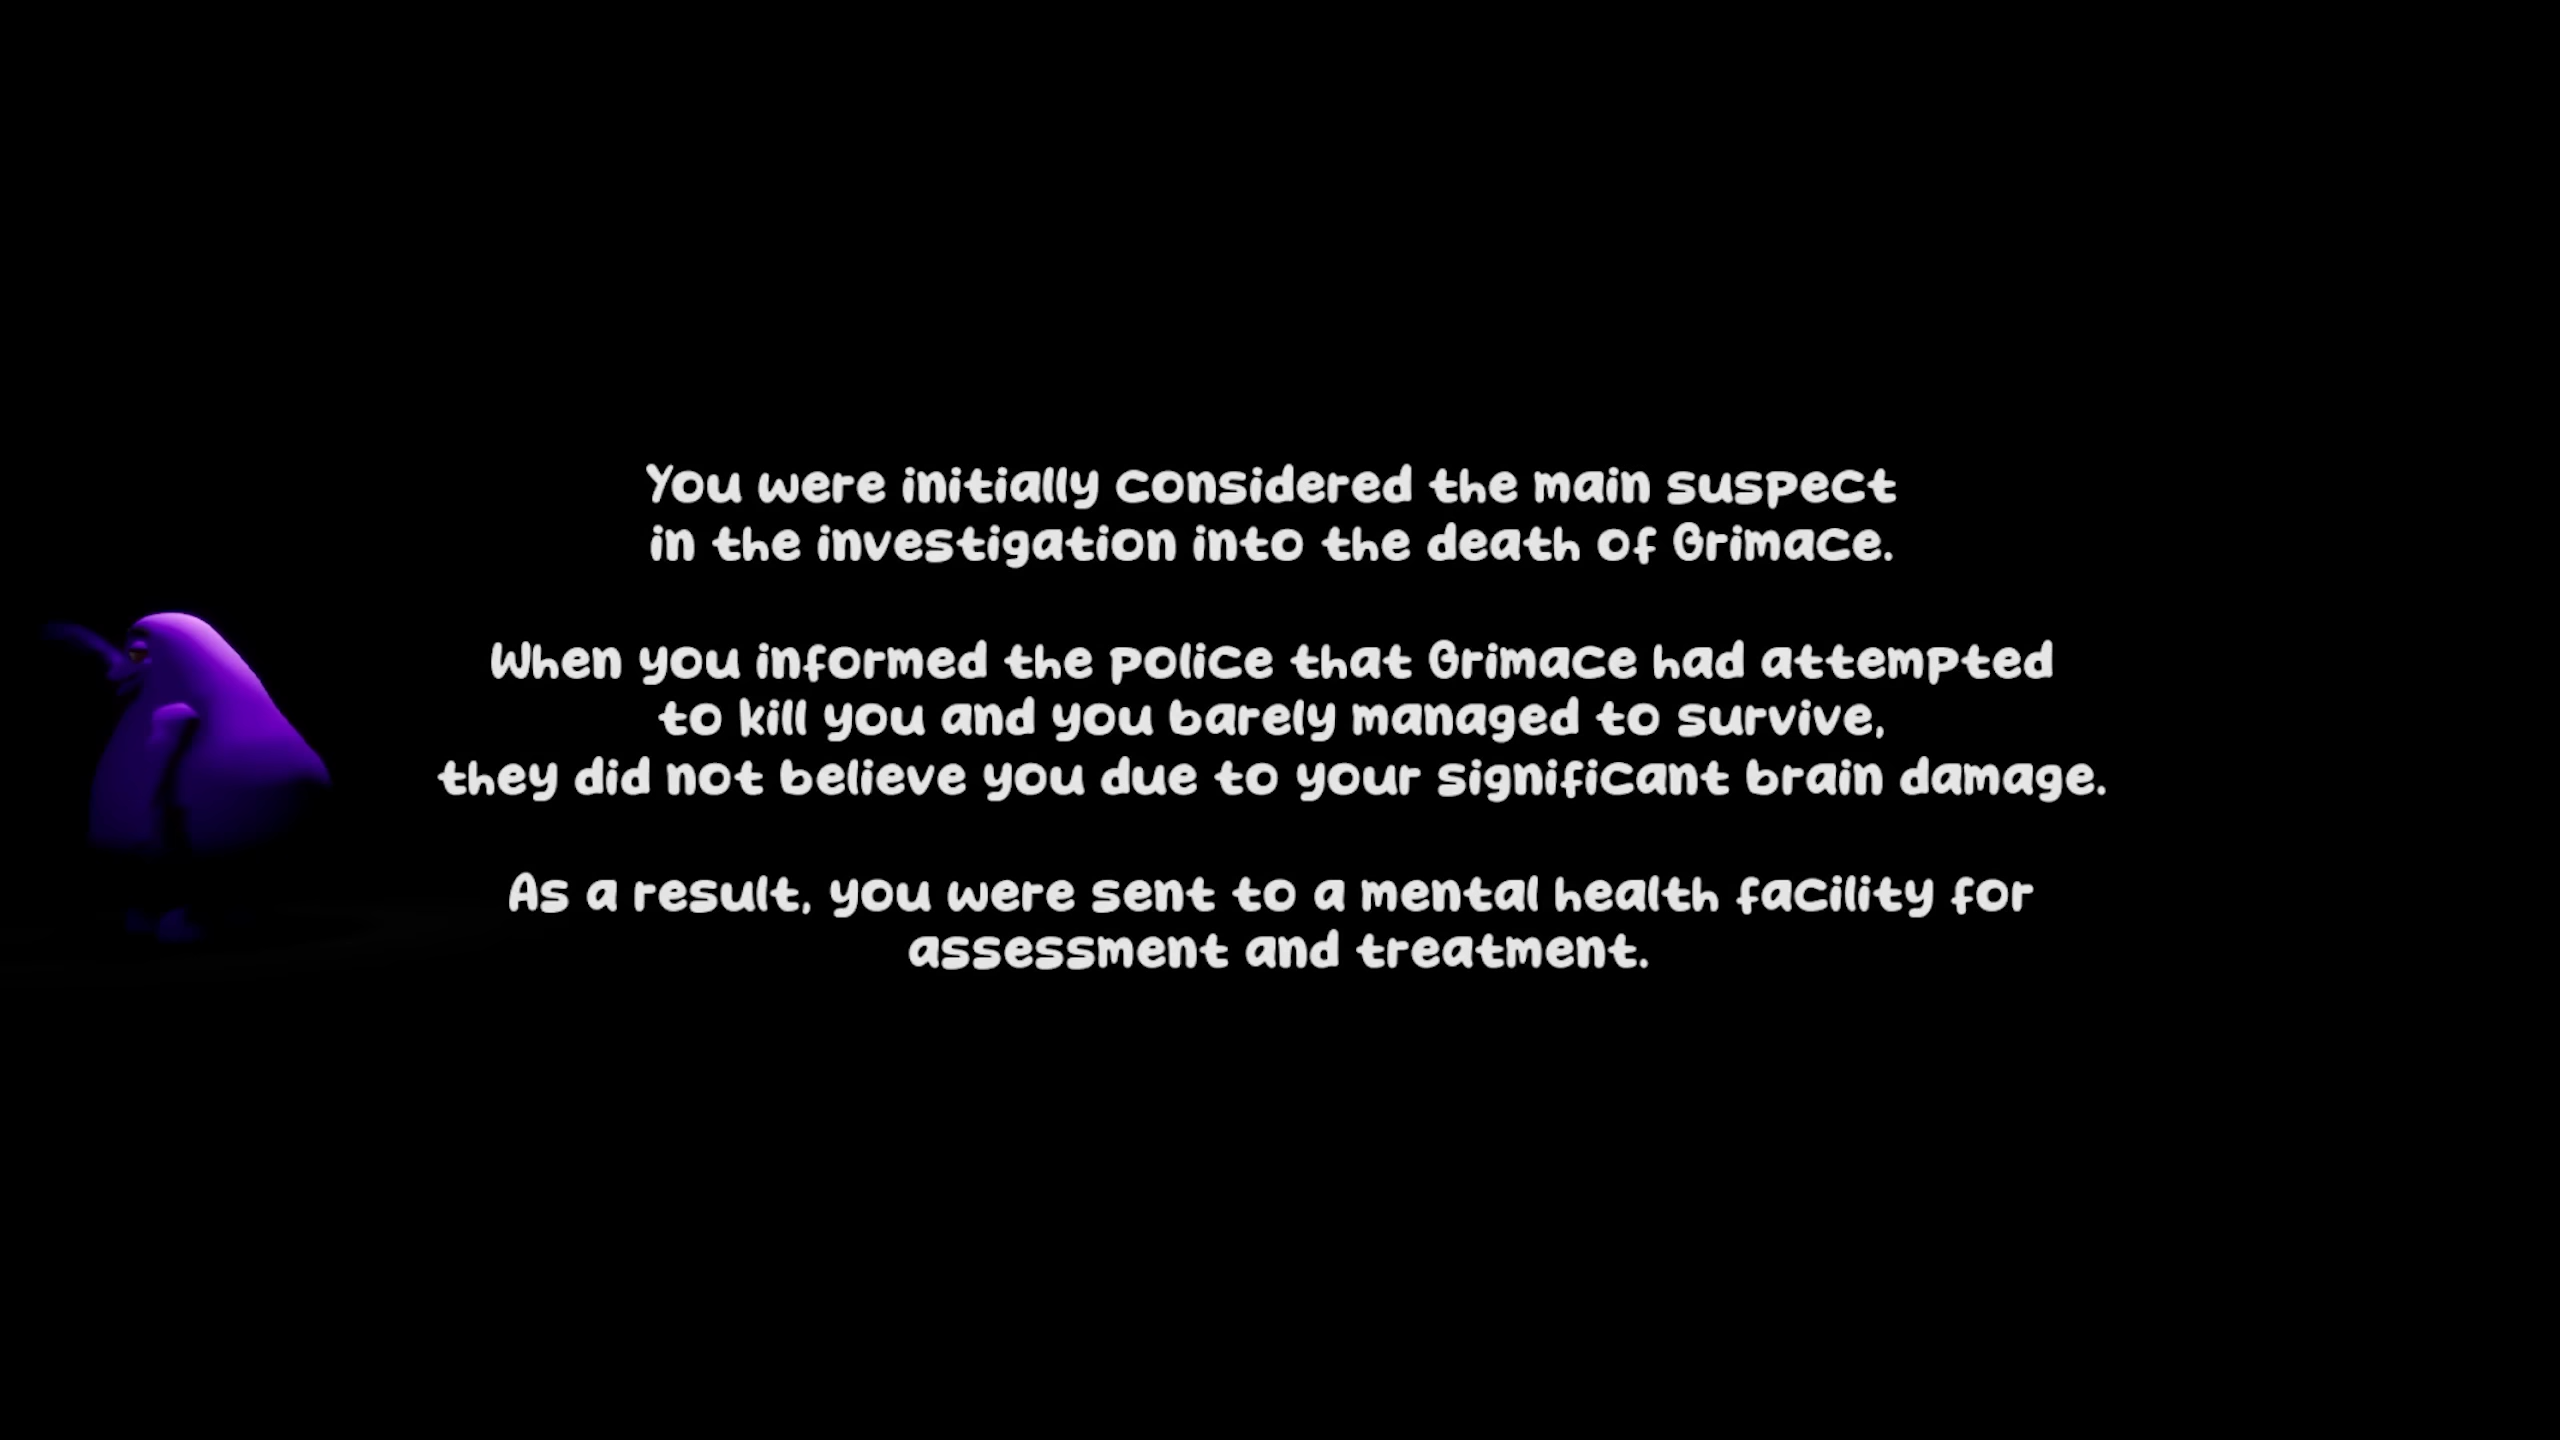 You were initially considered the main suspect
in the investigation into the death of Grimace.
When you informed the police that Grimace had attempted
to kill you and you barely managed to survive,
they did not believe you due to your significant brain damage.
As a result, you were sent to a mental health facility for
assessment and treatment.